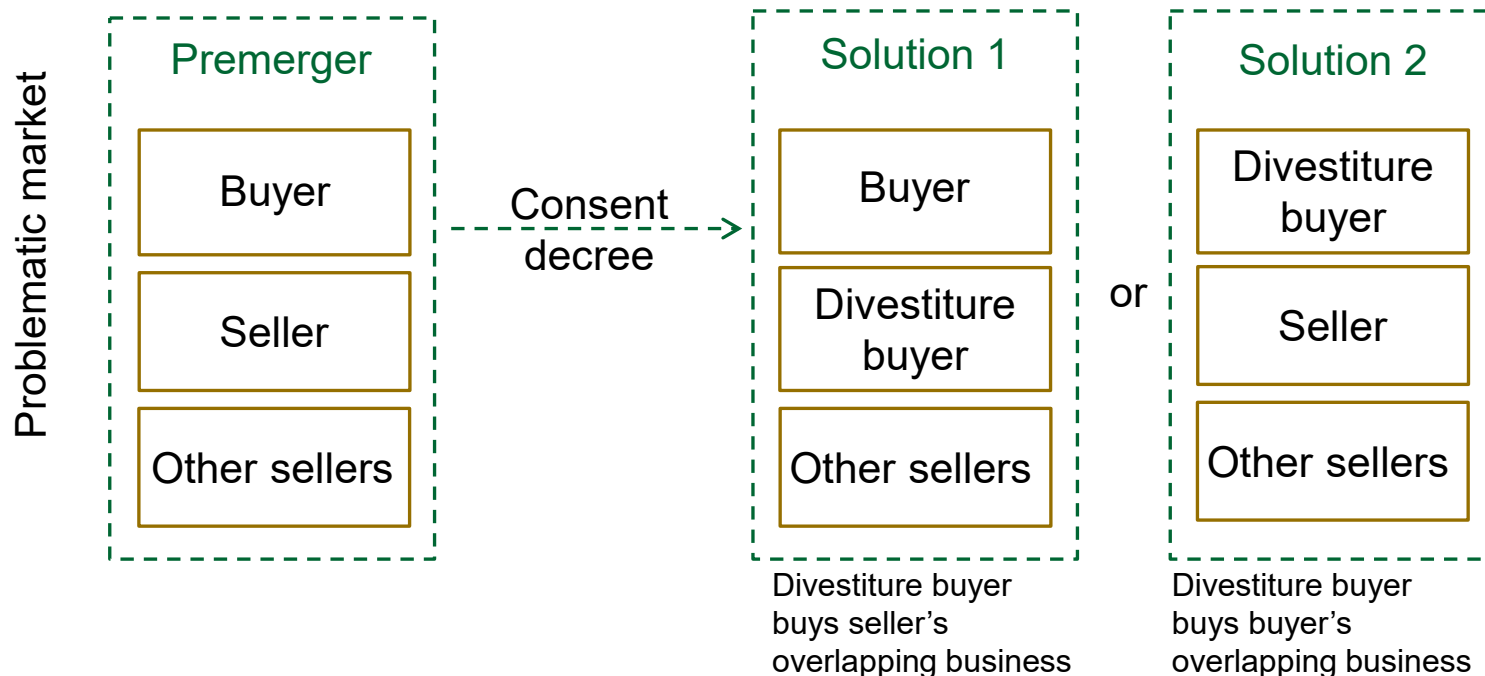 Problematic market
Premerger
Buyer
Seller
Other sellers
Consent
decree
Solution 1
Buyer
Divestiture
buyer
Other sellers
Divestiture buyer
buys seller’s
overlapping business
or
Solution 2
Divestiture
buyer
Seller
Other sellers
Divestiture buyer
buys buyer’s
overlapping business